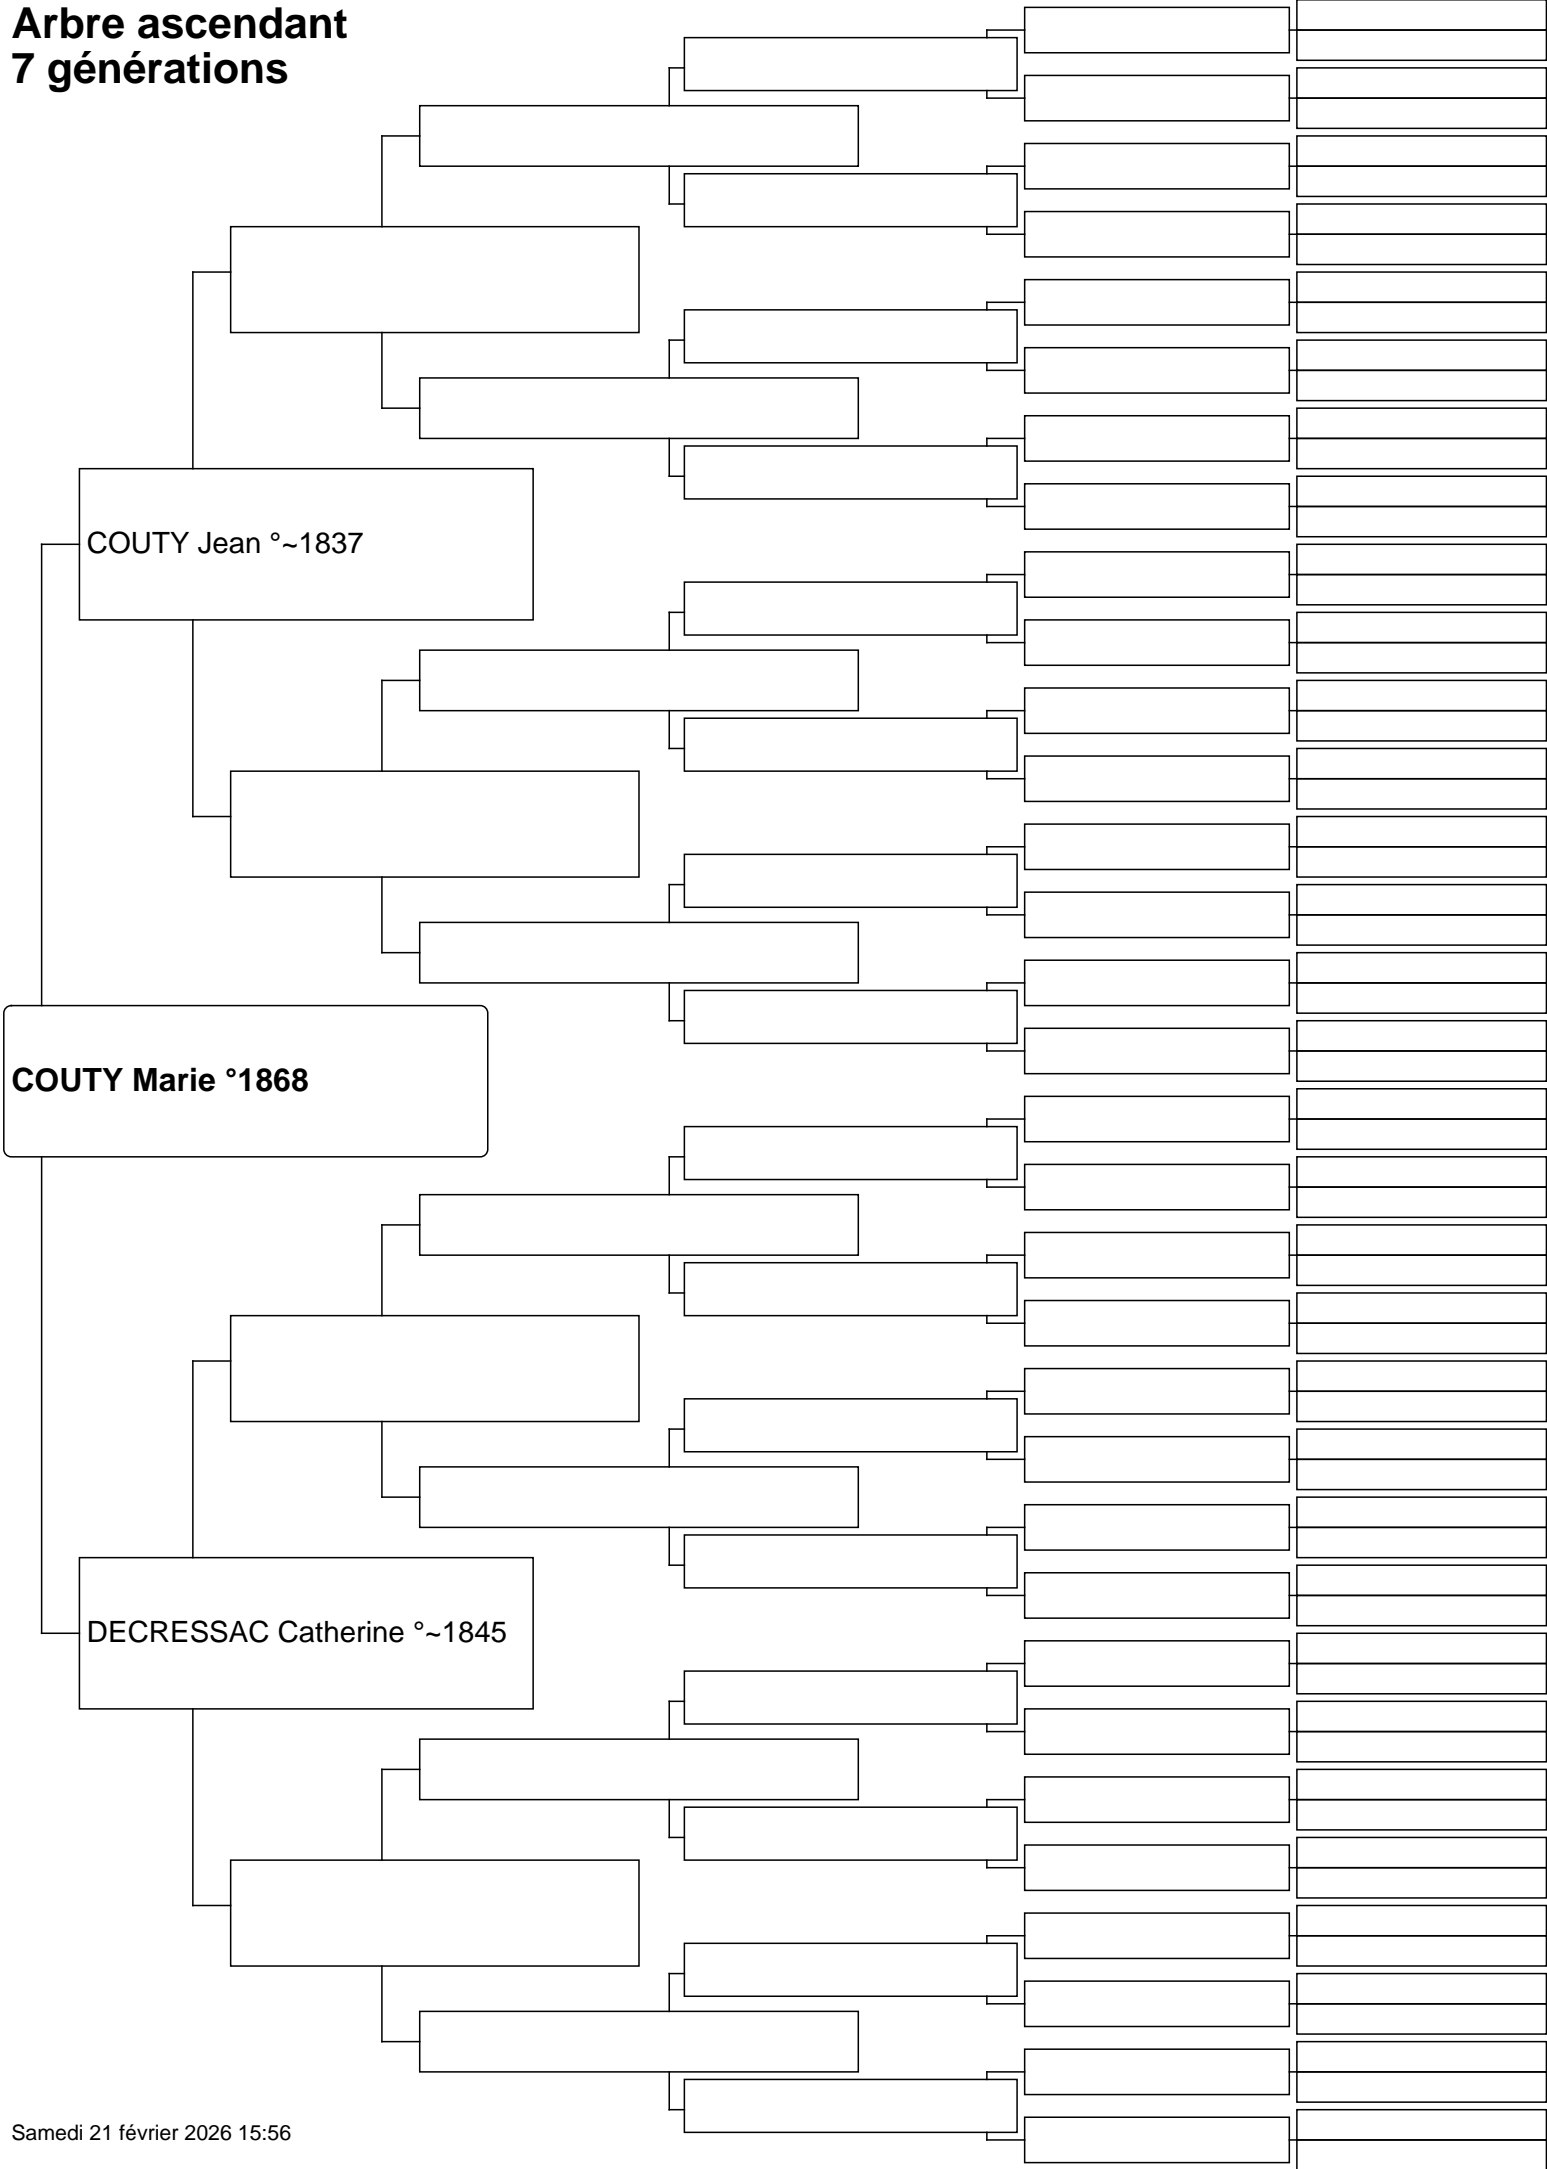 Arbre ascendant
7 générations
COUTY Jean °~1837
COUTY Marie °1868
DECRESSAC Catherine °~1845
Samedi 21 février 2026 15:56